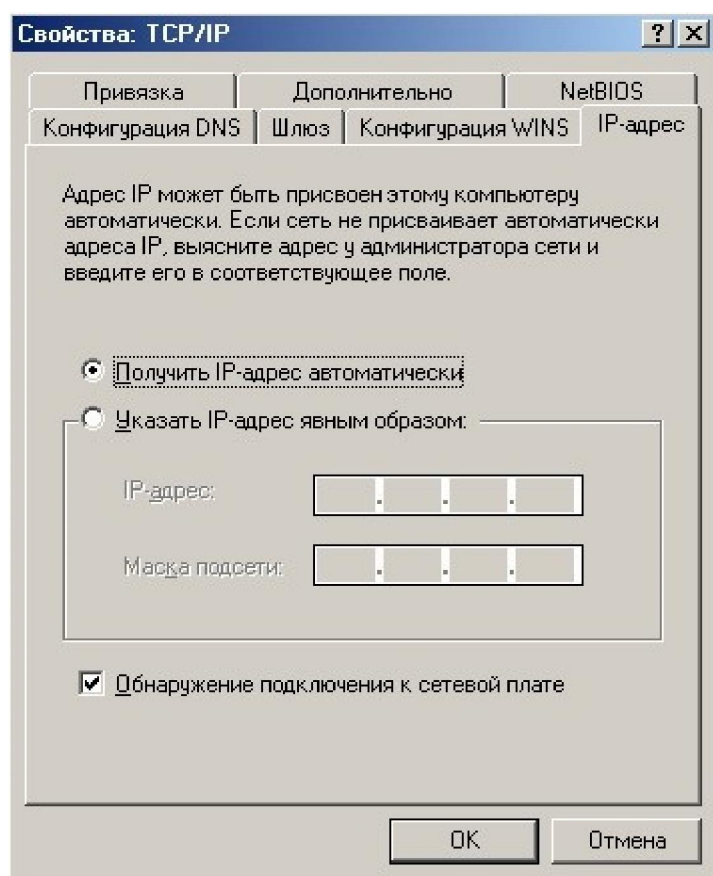 Свойства: TCP/IP
Привязка Дополнительно NetBIOS
Конфигурация DNS Шлюз Конфигурация WINS IP-адрес
Адрес IP может быть присвоен этому компьютеру
автоматически. Если сеть не присваивает автоматически
адреса IP, выясните адрес у администратора сети и
введите его в соответствующее поле.
Получить IP-адрес автоматически
Указать IP-адрес явным образом:
IP-адрес:
Маска подсети:
Обнаружение подключения к сетевой плате
OK Отмена